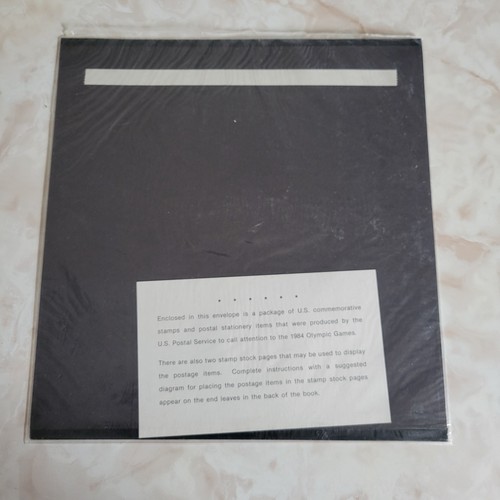 * * * * * *
Enclosed in this envelope is a package of U.S. commemorative
stamps and postal stationery items that were produced by the
U.S. Postal Service to call attention to the 1984 Olympic Games.
There are also two stamp stock pages that may be used to display
the postage items. Complete instructions with a suggested
diagram for placing the postage items in the stamp stock pages
appear on the end leaves in the back of the book.